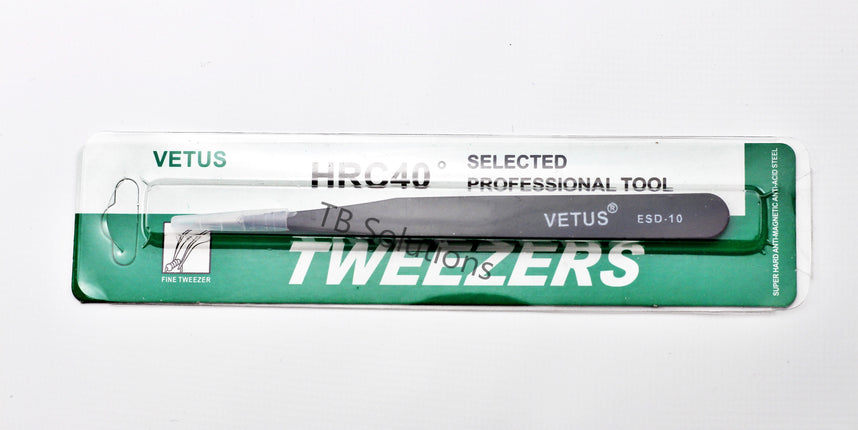 VETUS
HRC40°
SELECTED
PROFESSIONAL TOOL
VETUS® ESD-10
TB Solutions
TWEEZERS
FINE TWEEZER
SUPER HARD ANTI-MAGNETIC ANTI-ACID STEEL